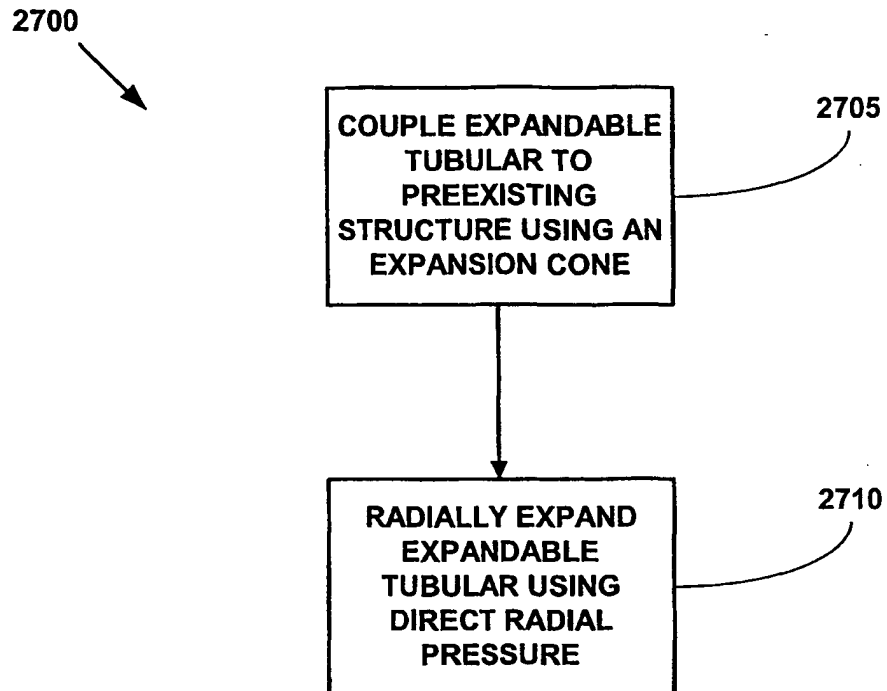 2700
2705
COUPLE EXPANDABLE
TUBULAR TO
PREEXISTING
STRUCTURE USING AN
EXPANSION CONE
2710
RADIALLY EXPAND
EXPANDABLE
TUBULAR USING
DIRECT RADIAL
PRESSURE